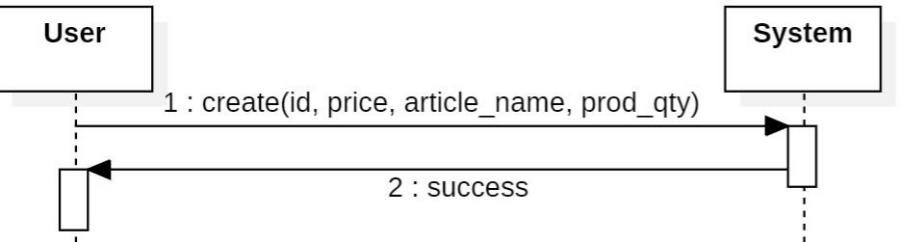 User
System
1 : create(id, price, article_name, prod_qty)
2 : success